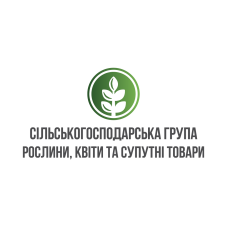 СІЛЬСЬКОГОСПОДАРСЬКА ГРУПА
РОСЛИНИ, КВІТИ ТА СУПУТНІ ТОВАРИ